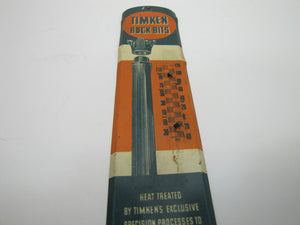 TIMKEN
ROCK BITS
HEAT TREATED
BY TIMKEN'S EXCLUSIVE
PRECISION PROCESSES TO